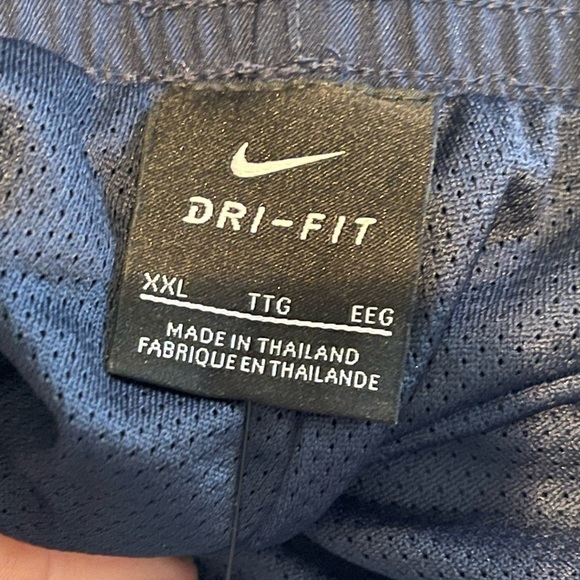 DRI-FIT
XXL TTG EEG
MADE IN THAILAND
FABRIQUE EN THAILANDE